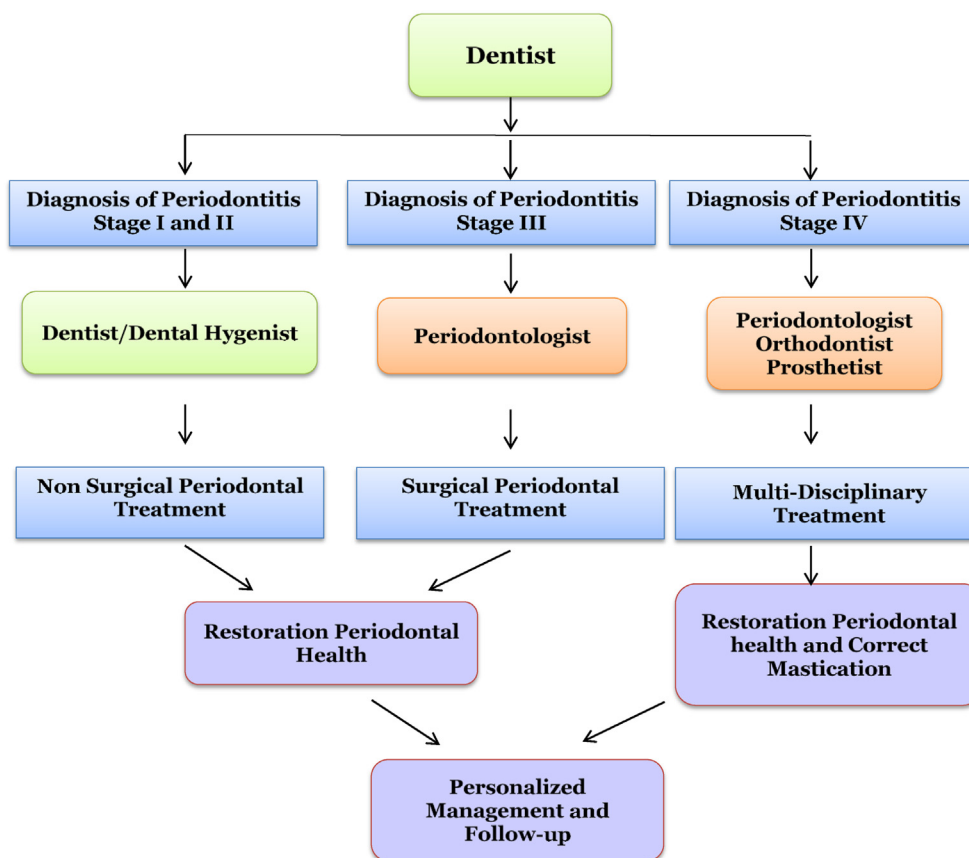 Dentist
Diagnosis of Periodontitis
Stage I and II
Diagnosis of Periodontitis
Stage III
Diagnosis of Periodontitis
Stage IV
Dentist/Dental Hygenist
Periodontologist
Periodontologist
Orthodontist
Prosthetist
Non Surgical Periodontal
Treatment
Surgical Periodontal
Treatment
Multi-Disciplinary
Treatment
Restoration Periodontal
Health
Restoration Periodontal
health and Correct
Mastication
Personalized
Management and
Follow-up